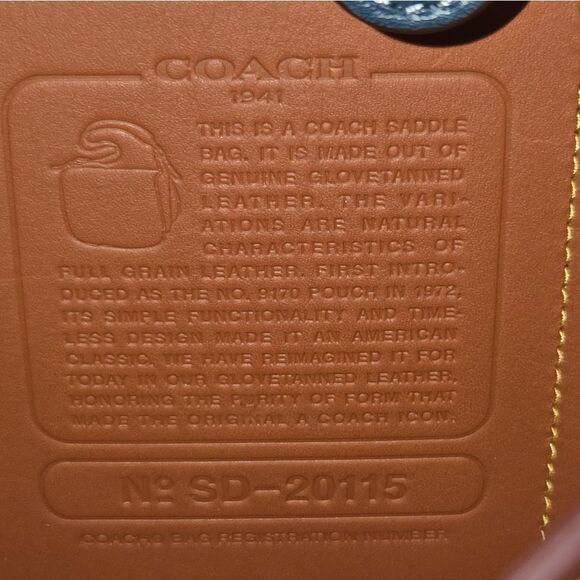 COACH
1941
THIS IS A COACH SADDLE
BAG. IT IS MADE OUT OF
GENUINE GLOVETANNED
LEATHER. THE VARI-
ATIONS ARE NATURAL
CHARACTERISTICS OF
FULL GRAIN LEATHER. FIRST INTRO-
DUCED AS THE NO. 9170 POUCH IN 1972,
ITS SIMPLE FUNCTIONALITY AND TIME-
LESS DESIGN MADE IT AN AMERICAN
CLASSIC. WE HAVE REIMAGINED IT FOR
TODAY IN OUR GLOVETANNED LEATHER,
HONORING THE PURITY OF FORM THAT
MADE THE ORIGINAL A COACH ICON.
Nº SD-20115
COACH® BAG REGISTRATION NUMBER